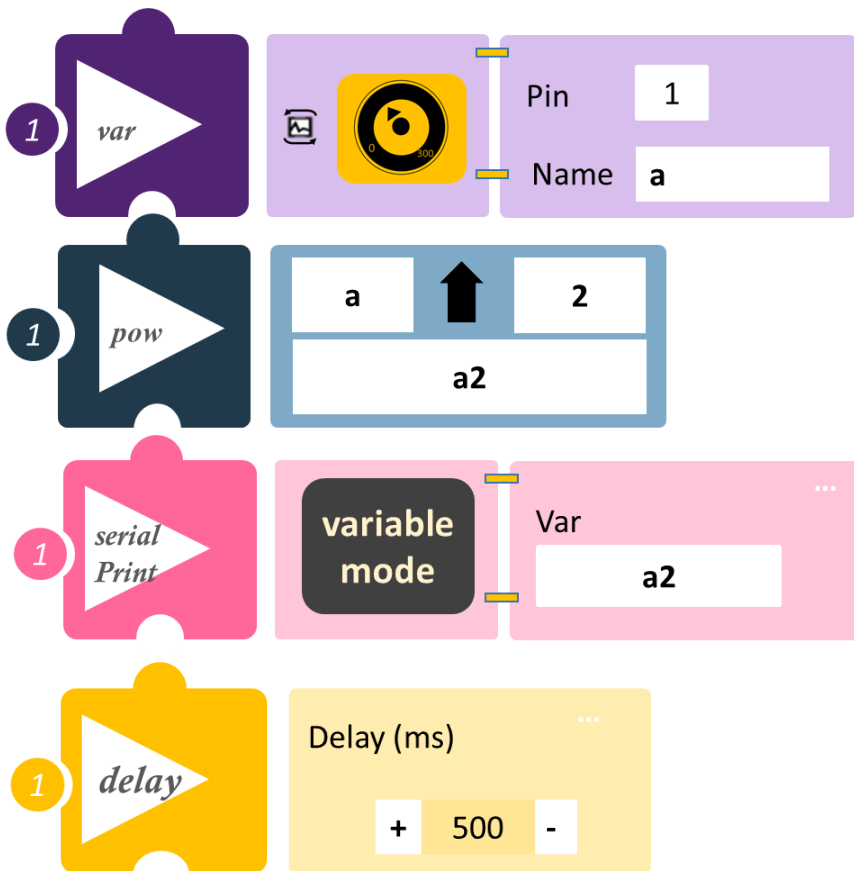 1
var
0
300
Pin
1
Name
a
1
pow
a
2
a2
1
serial
Print
variable
mode
...
Var
a2
1
delay
...
Delay (ms)
+ 500 -